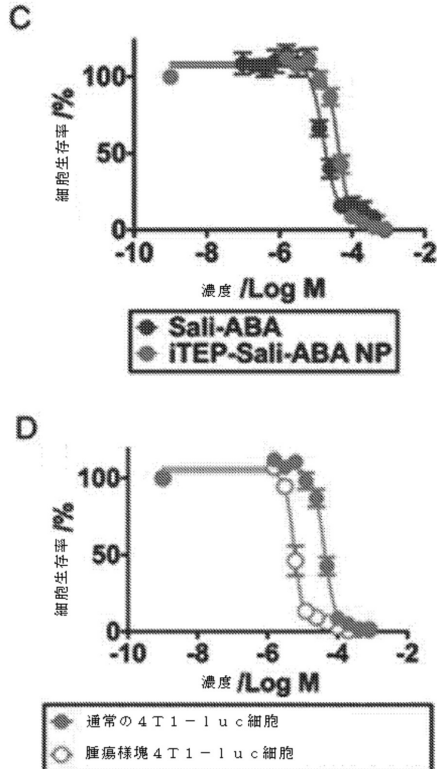 C
細胞生存率 /%
100
50
0
-10 -8 -6 -4 -2
濃度 /Log M
Sali-ABA
iTEP-Sali-ABA NP
D
細胞生存率 /%
100
50
0
-10 -8 -6 -4 -2
濃度 /Log M
通常の4T1-luc細胞
腫瘍様塊4T1-luc細胞